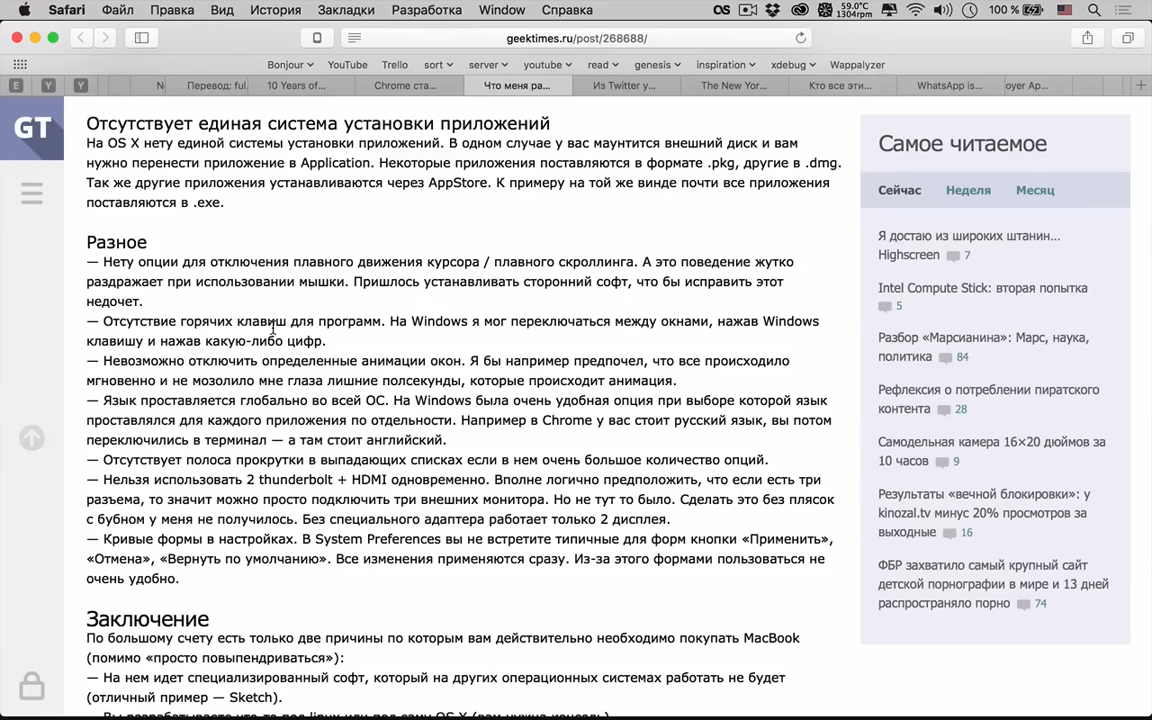 Safari Файл Правка Вид История Закладки Разработка Window Справка 59.0°C 1304rpm 100 %
geektimes.ru/post/268688/
Bonjour YouTube Trello sort server youtube read genesis inspiration xdebug Wappalyzer
E Y Y Перевод: ful. 10 Years of... Chrome ста... Что меня ра... Из Twitter у... The New Yor... Кто все эти... WhatsApp is... oyer Ap...
GT
Отсутствует единая система установки приложений
На OS X нету единой системы установки приложений. В одном случае у вас маунтится внешний диск и вам
нужно перенести приложение в Application. Некоторые приложения поставляются в формате .pkg, другие в .dmg.
Так же другие приложения устанавливаются через AppStore. К примеру на той же винде почти все приложения
поставляются в .exe.
Разное
— Нету опции для отключения плавного движения курсора / плавного скроллинга. А это поведение жутко
раздражает при использовании мышки. Пришлось устанавливать сторонний софт, что бы исправить этот
недочет.
— Отсутствие горячих клавиш для программ. На Windows я мог переключаться между окнами, нажав Windows
клавишу и нажав какую-либо цифр.
— Невозможно отключить определенные анимации окон. Я бы например предпочел, что все происходило
мгновенно и не мозолило мне глаза лишние полсекунды, которые происходит анимация.
— Язык проставляется глобально во всей ОС. На Windows была очень удобная опция при выборе которой язык
проставлялся для каждого приложения по отдельности. Например в Chrome у вас стоит русский язык, вы потом
переключились в терминал — а там стоит английский.
— Отсутствует полоса прокрутки в выпадающих списках если в нем очень большое количество опций.
— Нельзя использовать 2 thunderbolt + HDMI одновременно. Вполне логично предположить, что если есть три
разъема, то значит можно просто подключить три внешних монитора. Но не тут то было. Сделать это без плясок
с бубном у меня не получилось. Без специального адаптера работает только 2 дисплея.
— Кривые формы в настройках. В System Preferences вы не встретите типичные для форм кнопки «Применить»,
«Отмена», «Вернуть по умолчанию». Все изменения применяются сразу. Из-за этого формами пользоваться не
очень удобно.
Заключение
По большому счету есть только две причины по которым вам действительно необходимо покупать MacBook
(помимо «просто повыпендриваться»):
— На нем идет специализированный софт, который на других операционных системах работать не будет
(отличный пример — Sketch).
— Вы разрабатываете что-то под linux или под саму OS X (вам нужна консоль)
Самое читаемое
Сейчас Неделя Месяц
Я достаю из широких штанин...
Highscreen 7
Intel Compute Stick: вторая попытка
5
Разбор «Марсианина»: Марс, наука,
политика 84
Рефлексия о потреблении пиратского
контента 28
Самодельная камера 16×20 дюймов за
10 часов 9
Результаты «вечной блокировки»: у
kinozal.tv минус 20% просмотров за
выходные 16
ФБР захватило самый крупный сайт
детской порнографии в мире и 13 дней
распространяло порно 74